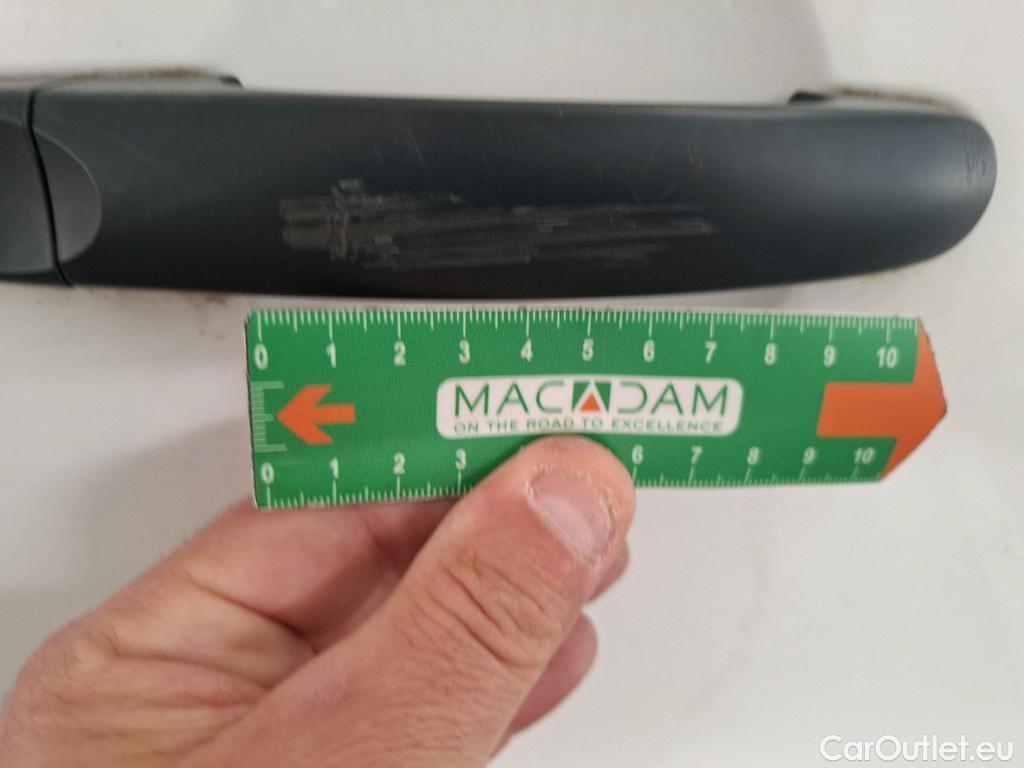 0 1 2 3 4 5 6 7 8 9 10
MACADAM
ON THE ROAD TO EXCELLENCE
0 1 2 3 6 7 8 9 10
CarOutlet.eu